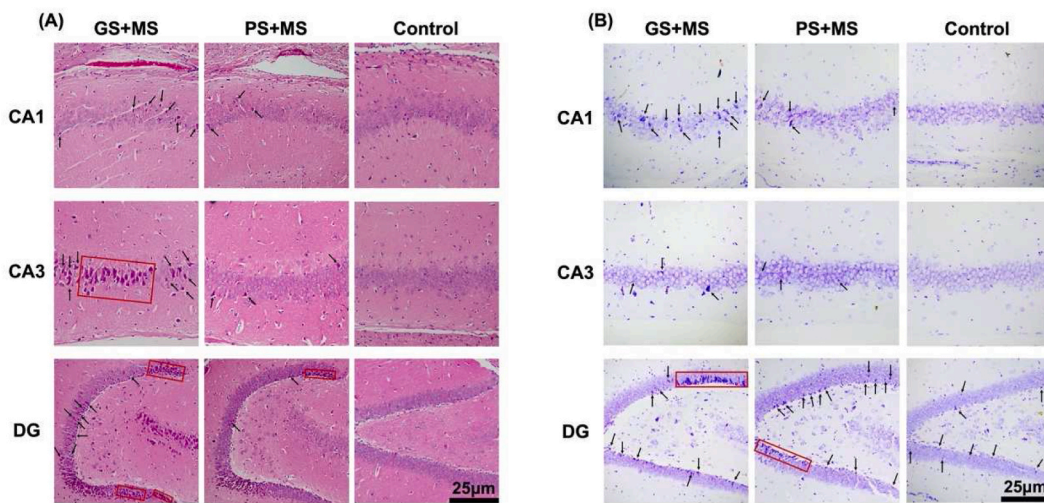 (A)
GS+MS PS+MS Control
CA1
CA3
DG
25μm
(B)
GS+MS PS+MS Control
CA1
CA3
DG
25μm